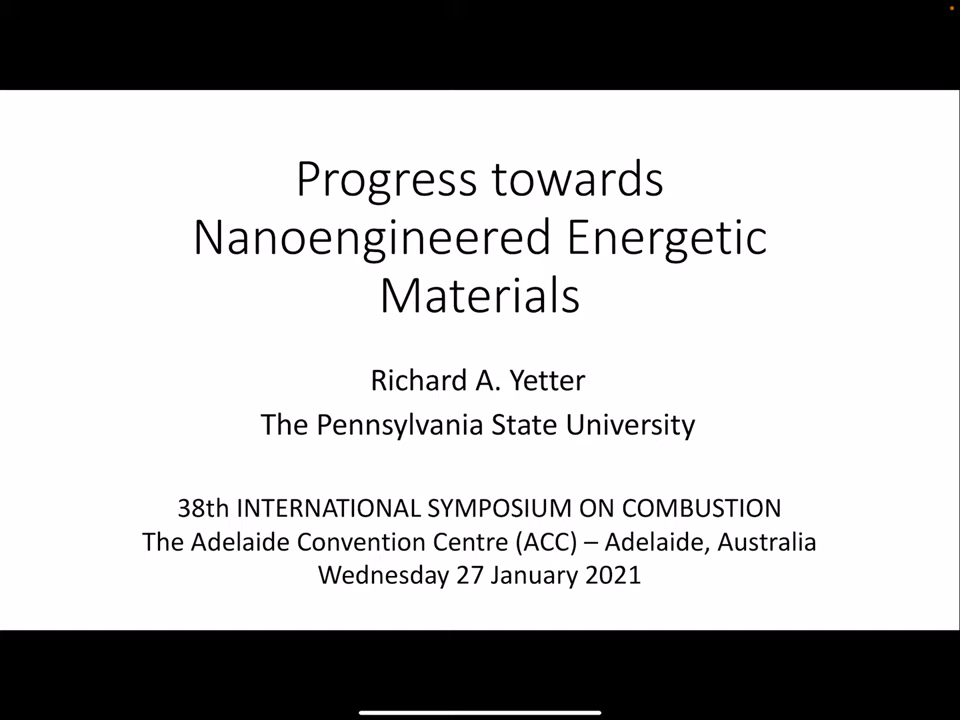 Progress towards
Nanoengineered Energetic
Materials
Richard A. Yetter
The Pennsylvania State University
38th INTERNATIONAL SYMPOSIUM ON COMBUSTION
The Adelaide Convention Centre (ACC) – Adelaide, Australia
Wednesday 27 January 2021